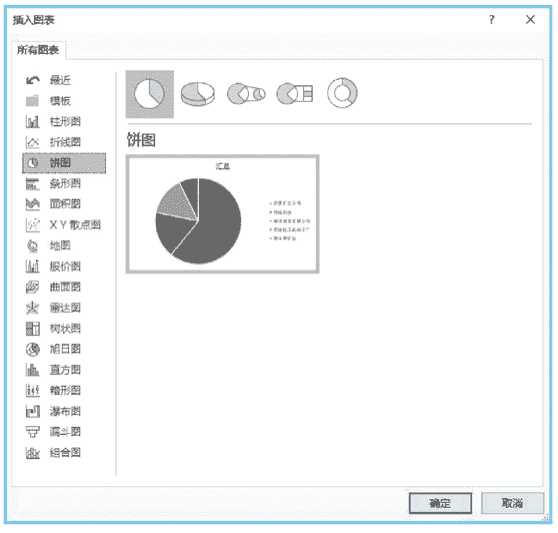 插入图表
? ×
所有图表
最近
模板
柱形图
折线图
饼图
条形图
面积图
X Y 散点图
地图
股价图
曲面图
雷达图
树状图
旭日图
直方图
箱形图
瀑布图
漏斗图
组合图
饼图
汇总
确定
取消